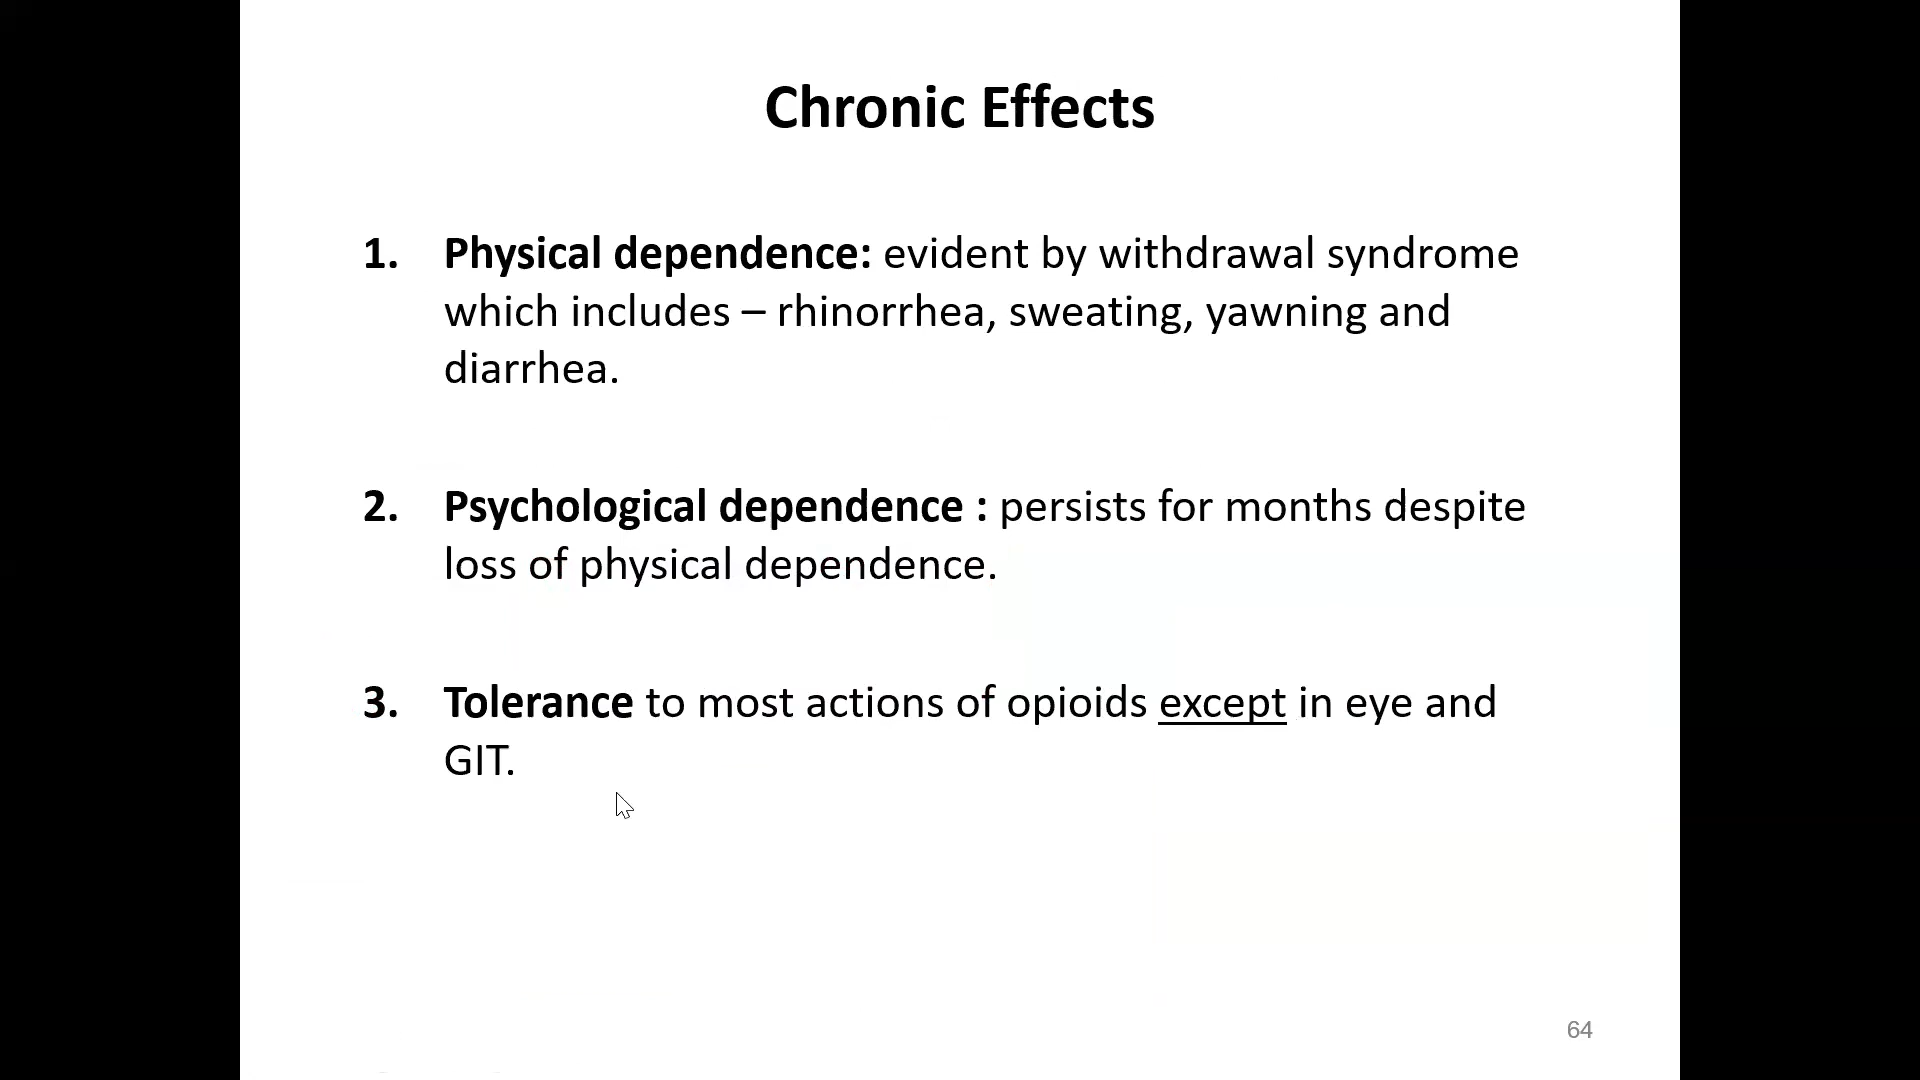 Chronic Effects
1. Physical dependence: evident by withdrawal syndrome
which includes – rhinorrhea, sweating, yawning and
diarrhea.
2. Psychological dependence : persists for months despite
loss of physical dependence.
3. Tolerance to most actions of opioids except in eye and
GIT.
64